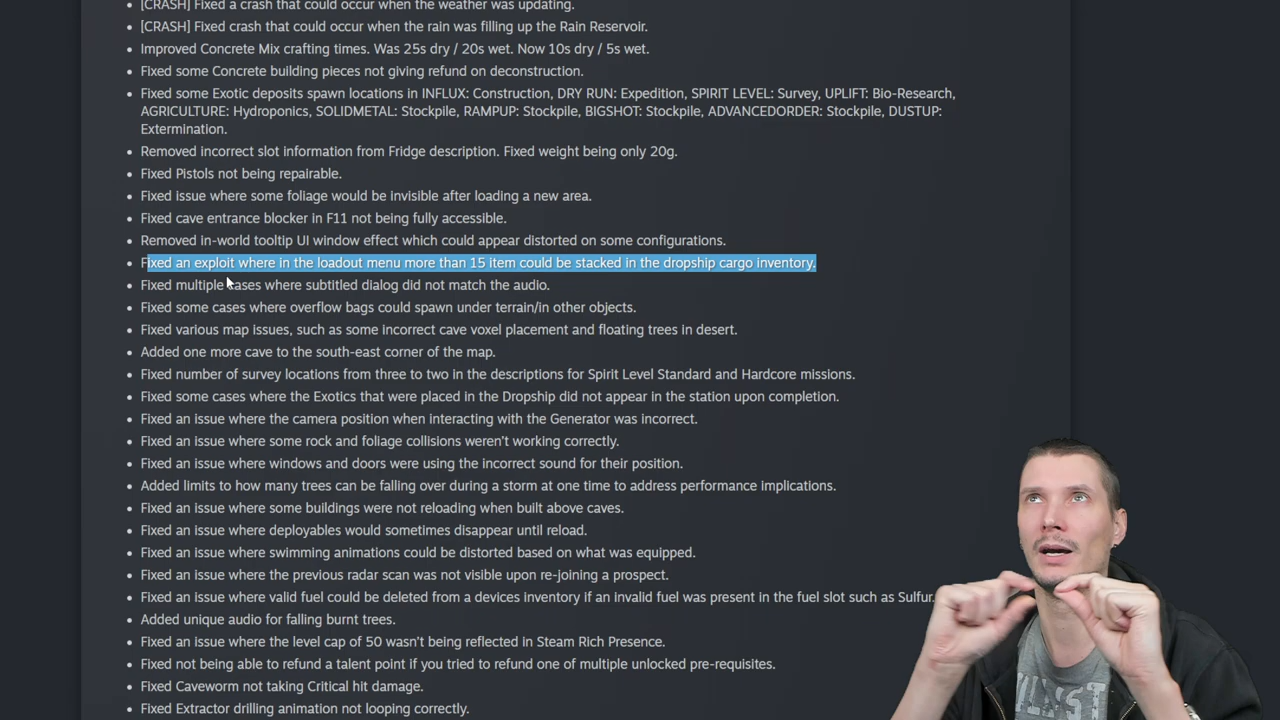 [CRASH] Fixed a crash that could occur when the weather was updating.
[CRASH] Fixed crash that could occur when the rain was filling up the Rain Reservoir.
Improved Concrete Mix crafting times. Was 25s dry / 20s wet. Now 10s dry / 5s wet.
Fixed some Concrete building pieces not giving refund on deconstruction.
Fixed some Exotic deposits spawn locations in INFLUX: Construction, DRY RUN: Expedition, SPIRIT LEVEL: Survey, UPLIFT: Bio-Research,
AGRICULTURE: Hydroponics, SOLIDMETAL: Stockpile, RAMPUP: Stockpile, BIGSHOT: Stockpile, ADVANCEDORDER: Stockpile, DUSTUP:
Extermination.
Removed incorrect slot information from Fridge description. Fixed weight being only 20g.
Fixed Pistols not being repairable.
Fixed issue where some foliage would be invisible after loading a new area.
Fixed cave entrance blocker in F11 not being fully accessible.
Removed in-world tooltip UI window effect which could appear distorted on some configurations.
Fixed an exploit where in the loadout menu more than 15 item could be stacked in the dropship cargo inventory.
Fixed multiple cases where subtitled dialog did not match the audio.
Fixed some cases where overflow bags could spawn under terrain/in other objects.
Fixed various map issues, such as some incorrect cave voxel placement and floating trees in desert.
Added one more cave to the south-east corner of the map.
Fixed number of survey locations from three to two in the descriptions for Spirit Level Standard and Hardcore missions.
Fixed some cases where the Exotics that were placed in the Dropship did not appear in the station upon completion.
Fixed an issue where the camera position when interacting with the Generator was incorrect.
Fixed an issue where some rock and foliage collisions weren't working correctly.
Fixed an issue where windows and doors were using the incorrect sound for their position.
Added limits to how many trees can be falling over during a storm at one time to address performance implications.
Fixed an issue where some buildings were not reloading when built above caves.
Fixed an issue where deployables would sometimes disappear until reload.
Fixed an issue where swimming animations could be distorted based on what was equipped.
Fixed an issue where the previous radar scan was not visible upon re-joining a prospect.
Fixed an issue where valid fuel could be deleted from a devices inventory if an invalid fuel was present in the fuel slot such as Sulfur.
Added unique audio for falling burnt trees.
Fixed an issue where the level cap of 50 wasn't being reflected in Steam Rich Presence.
Fixed not being able to refund a talent point if you tried to refund one of multiple unlocked pre-requisites.
Fixed Caveworm not taking Critical hit damage.
Fixed Extractor drilling animation not looping correctly.